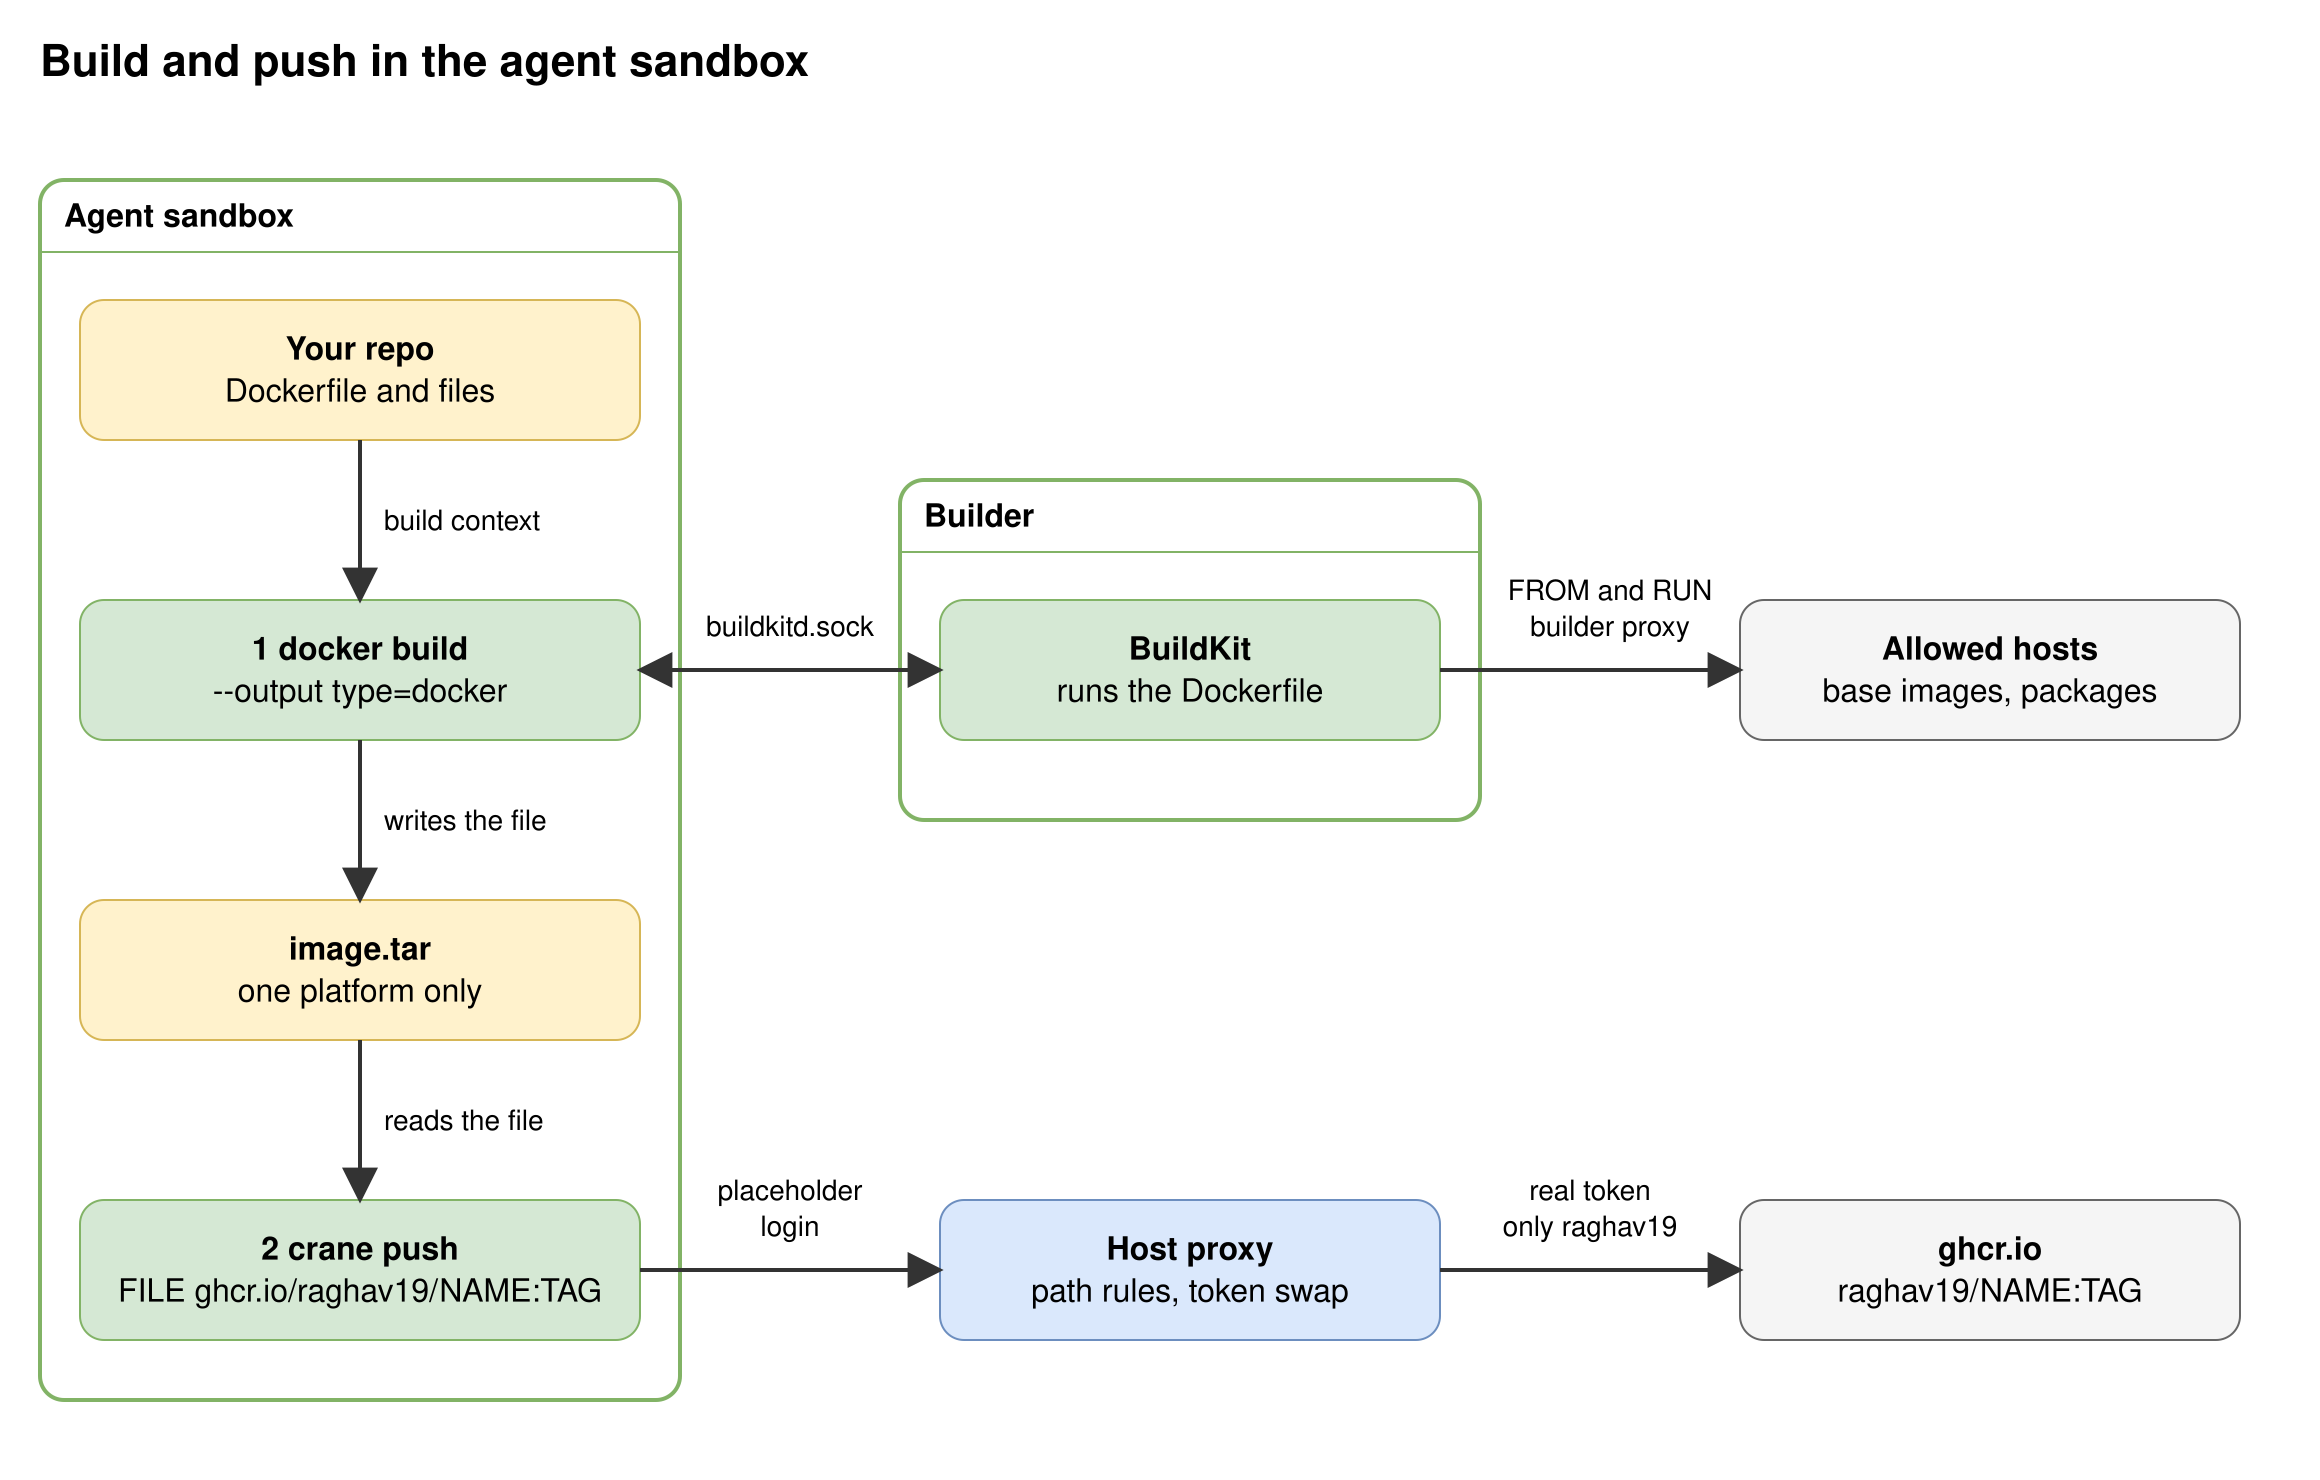 Build and push in the agent sandbox
Agent sandbox
Your repo
Dockerfile and files
build context
1 docker build
--output type=docker
buildkitd.sock
Builder
BuildKit
runs the Dockerfile
FROM and RUN
builder proxy
Allowed hosts
base images, packages
writes the file
image.tar
one platform only
reads the file
2 crane push
FILE ghcr.io/raghav19/NAME:TAG
placeholder
login
Host proxy
path rules, token swap
real token
only raghav19
ghcr.io
raghav19/NAME:TAG